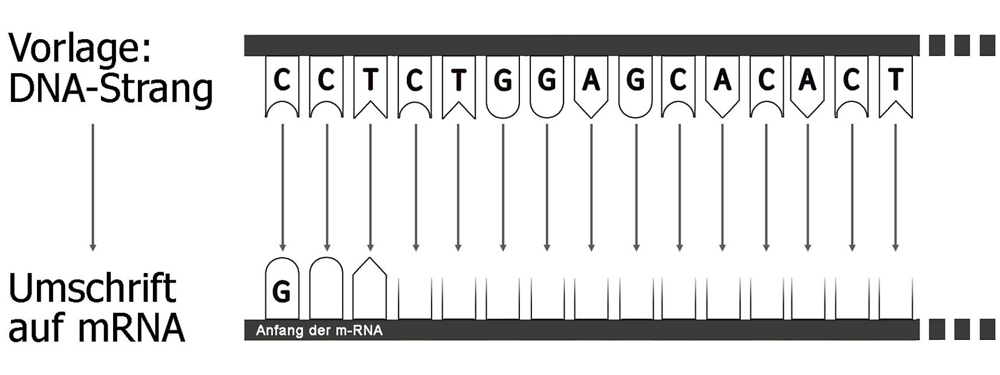 Vorlage:
DNA-Strang
C C T C T G G A G C A C A C T
Umschrift
auf mRNA
G
Anfang der m-RNA